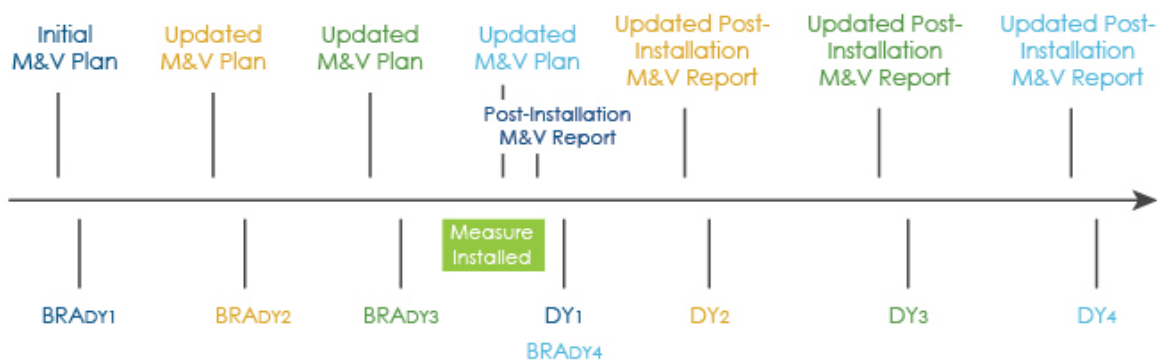 Initial
M&V Plan
Updated
M&V Plan
Updated
M&V Plan
Updated
M&V Plan
Post-Installation
M&V Report
Updated Post-
Installation
M&V Report
Updated Post-
Installation
M&V Report
Updated Post-
Installation
M&V Report
Measure
Installed
BRADY1
BRADY2
BRADY3
DY1
BRADY4
DY2
DY3
DY4